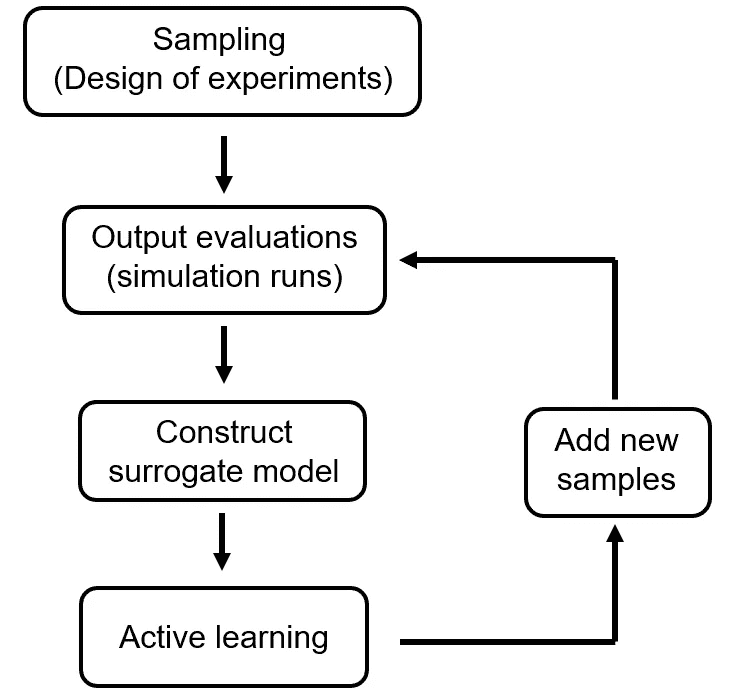 Sampling
(Design of experiments)
Output evaluations
(simulation runs)
Construct
surrogate model
Add new
samples
Active learning